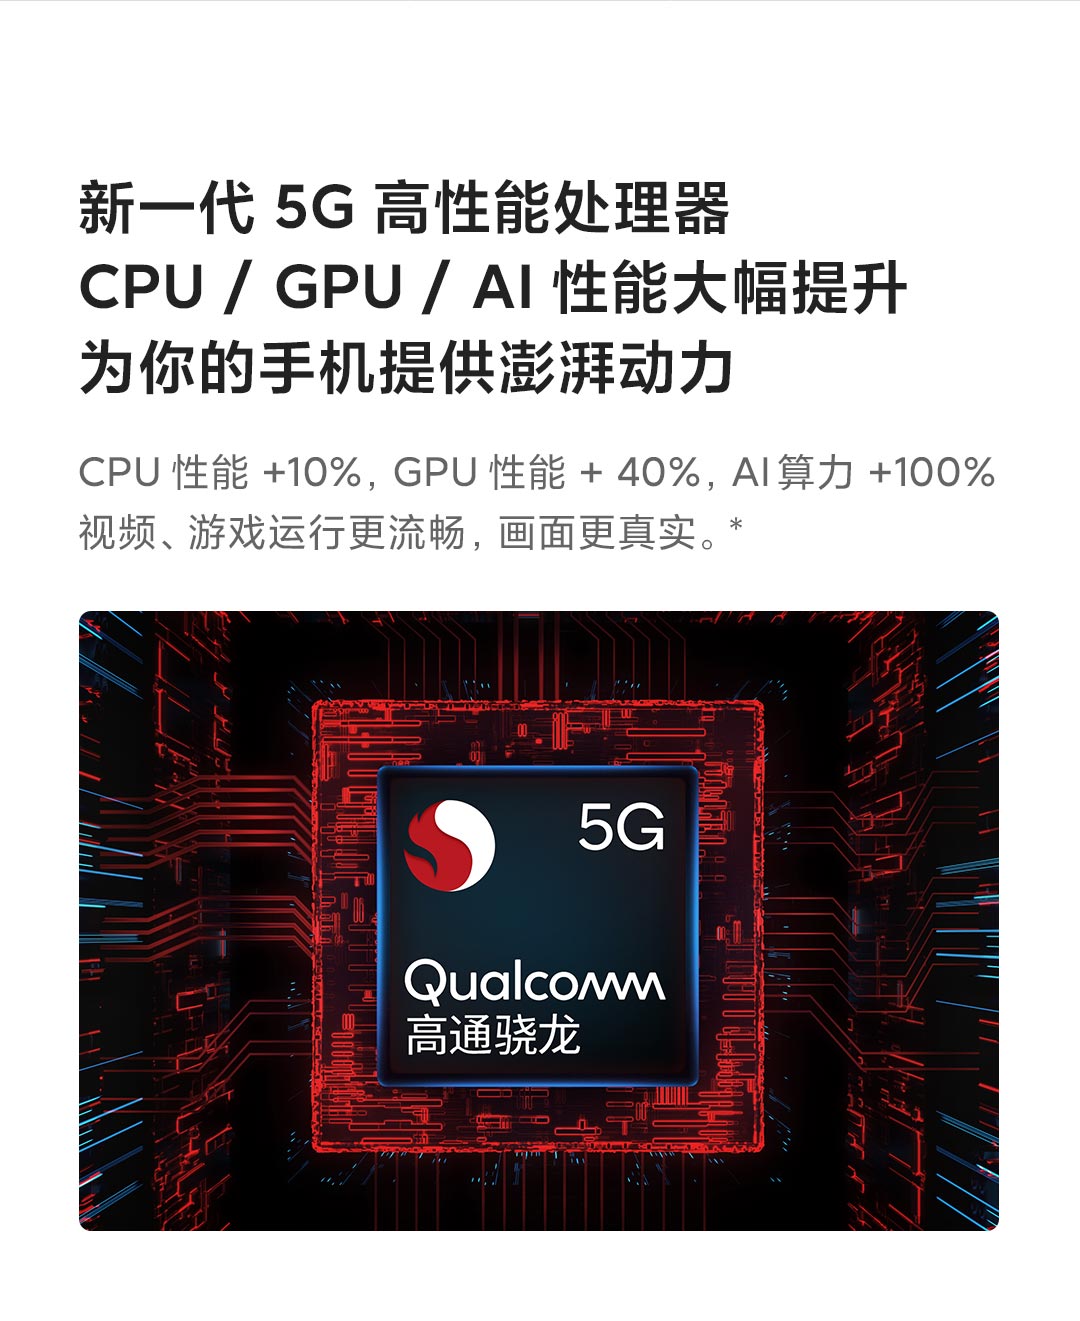 新一代 5G 高性能处理器
CPU / GPU / AI 性能大幅提升
为你的手机提供澎湃动力
CPU 性能 +10%, GPU 性能 + 40%, AI 算力 +100%
视频、游戏运行更流畅, 画面更真实。*
5G
Qualcomm
高通骁龙